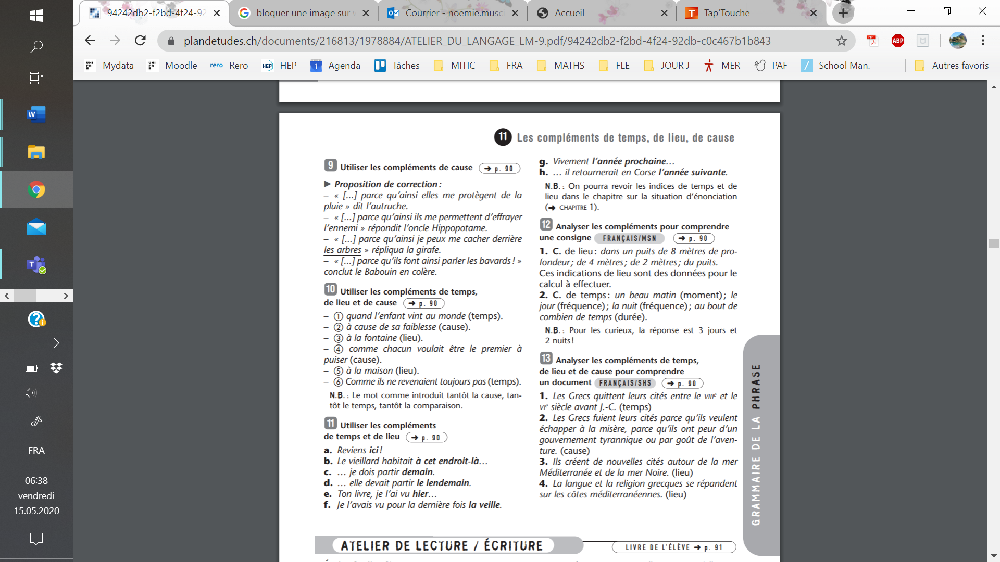 94242db2-f2bd-4f24-92
bloquer une image sur
Courrier - noemie.musc
Accueil
Tap'Touche
plandetudes.ch/documents/216813/1978884/ATELIER_DU_LANGAGE_LM-9.pdf/94242db2-f2bd-4f24-92db-c0c467b1b843
Mydata
Moodle
Rero
HEP
Agenda
Tâches
MITIC
FRA
MATHS
FLE
JOUR J
MER
PAF
School Man.
Autres favoris
11 Les compléments de temps, de lieu, de cause
9 Utiliser les compléments de cause ➜ p. 90
► Proposition de correction :
– « [...] parce qu'ainsi elles me protègent de la
pluie » dit l'autruche.
– « [...] parce qu'ainsi ils me permettent d'effrayer
l'ennemi » répondit l'oncle Hippopotame.
– « [...] parce qu'ainsi je peux me cacher derrière
les arbres » répliqua la girafe.
– « [...] parce qu'ils font ainsi parler les bavards ! »
conclut le Babouin en colère.
10 Utiliser les compléments de temps,
de lieu et de cause ➜ p. 90
– ① quand l'enfant vint au monde (temps).
– ② à cause de sa faiblesse (cause).
– ③ à la fontaine (lieu).
– ④ comme chacun voulait être le premier à
puiser (cause).
– ⑤ à la maison (lieu).
– ⑥ Comme ils ne revenaient toujours pas (temps).
N.B. : Le mot comme introduit tantôt la cause, tan-
tôt le temps, tantôt la comparaison.
11 Utiliser les compléments
de temps et de lieu ➜ p. 90
a. Reviens ici !
b. Le vieillard habitait à cet endroit-là…
c. … je dois partir demain.
d. … elle devait partir le lendemain.
e. Ton livre, je l'ai vu hier…
f. Je l'avais vu pour la dernière fois la veille.
g. Vivement l'année prochaine…
h. … il retournerait en Corse l'année suivante.
N.B. : On pourra revoir les indices de temps et de
lieu dans le chapitre sur la situation d'énonciation
(➜ CHAPITRE 1).
12 Analyser les compléments pour comprendre
une consigne FRANÇAIS/MSN ➜ p. 90
1. C. de lieu : dans un puits de 8 mètres de pro-
fondeur ; de 4 mètres ; de 2 mètres ; du puits.
Ces indications de lieu sont des données pour le
calcul à effectuer.
2. C. de temps : un beau matin (moment) ; le
jour (fréquence) ; la nuit (fréquence) ; au bout de
combien de temps (durée).
N.B. : Pour les curieux, la réponse est 3 jours et
2 nuits !
13 Analyser les compléments de temps,
de lieu et de cause pour comprendre
un document FRANÇAIS/SHS ➜ p. 90
1. Les Grecs quittent leurs cités entre le VIIIe et le
VIe siècle avant J.-C. (temps)
2. Les Grecs fuient leurs cités parce qu'ils veulent
échapper à la misère, parce qu'ils ont peur d'un
gouvernement tyrannique ou par goût de l'aven-
ture. (cause)
3. Ils créent de nouvelles cités autour de la mer
Méditerranée et de la mer Noire. (lieu)
4. La langue et la religion grecques se répandent
sur les côtes méditerranéennes. (lieu)
GRAMMAIRE DE LA PHRASE
ATELIER DE LECTURE / ÉCRITURE
LIVRE DE L'ÉLÈVE ➜ p. 91
FRA
06:38
vendredi
15.05.2020